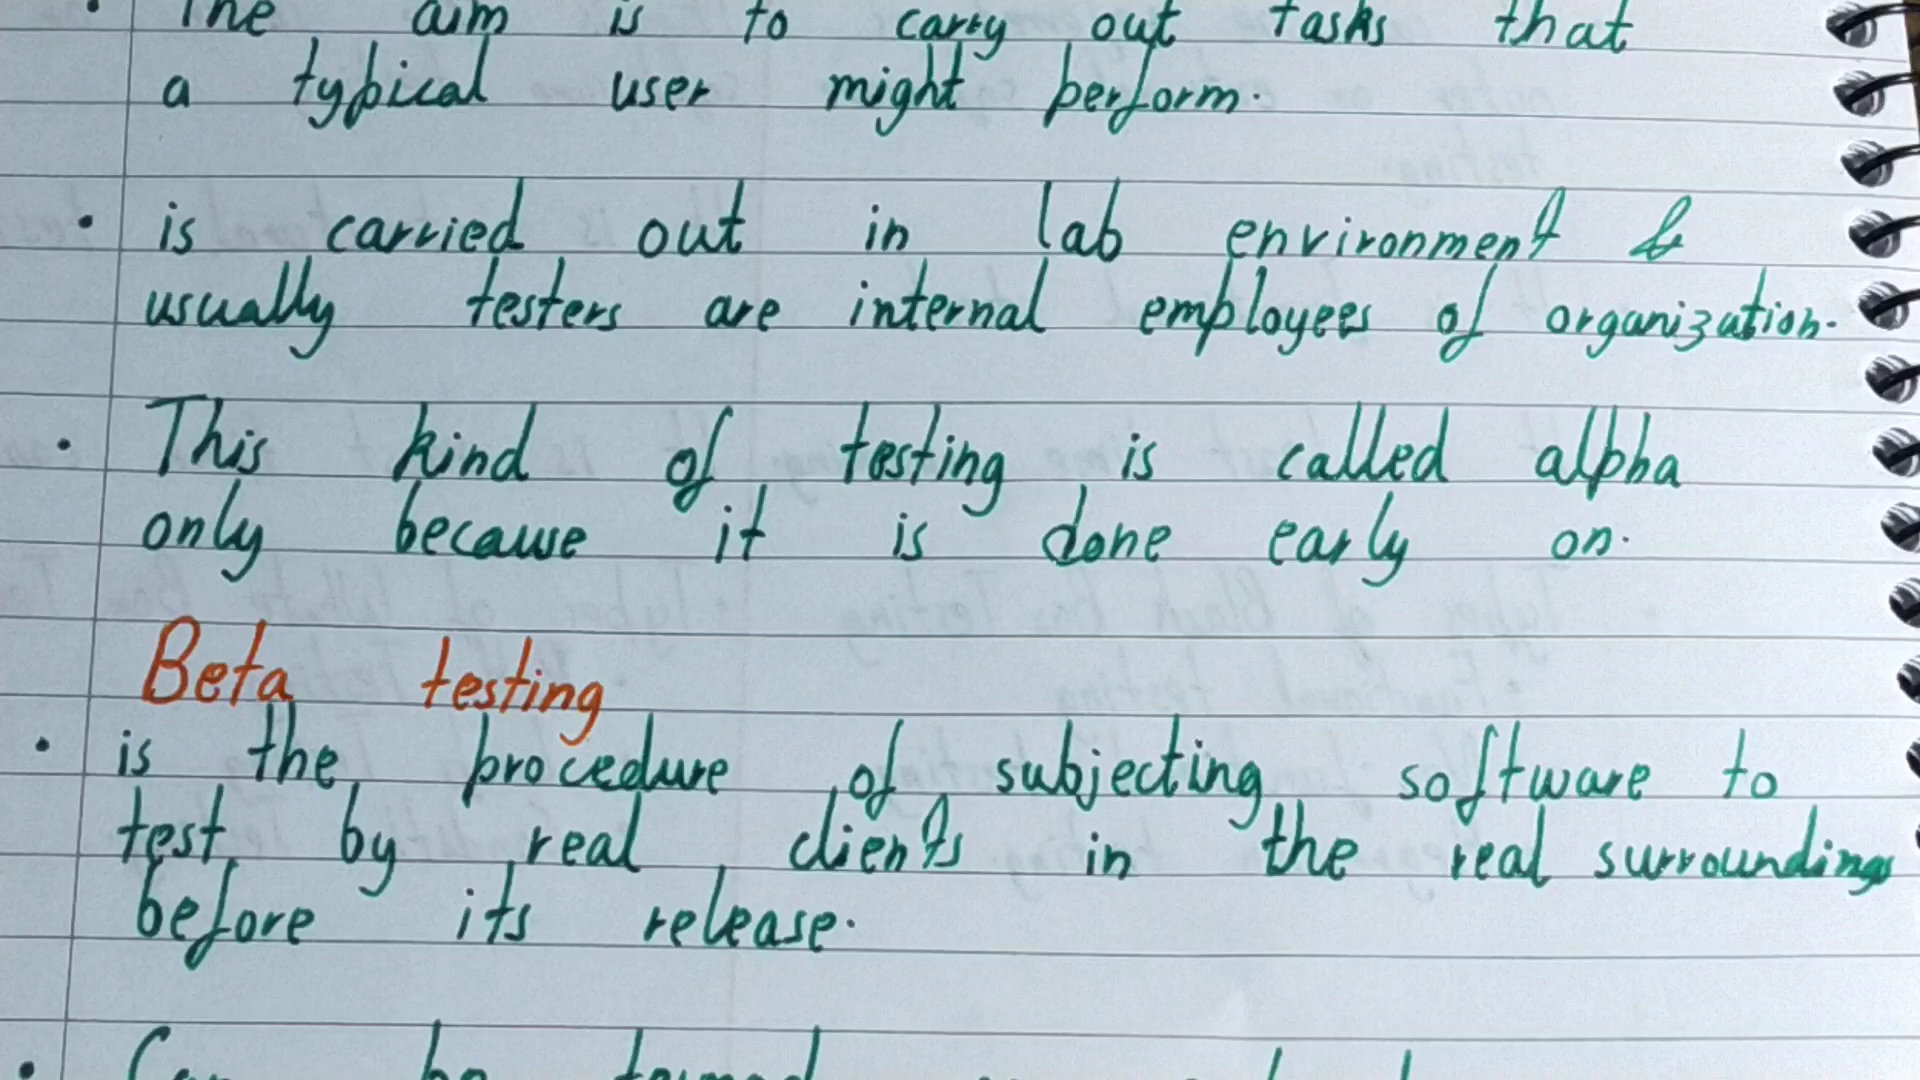 • The aim is to carry out tasks that
a typical user might perform.
• is carried out in lab environment &
usually testers are internal employees of organization.
• This kind of testing is called alpha
only because it is done early on.
Beta testing
• is the procedure of subjecting software to
test by real clients in the real surroundings
before its release.
• Can be termed